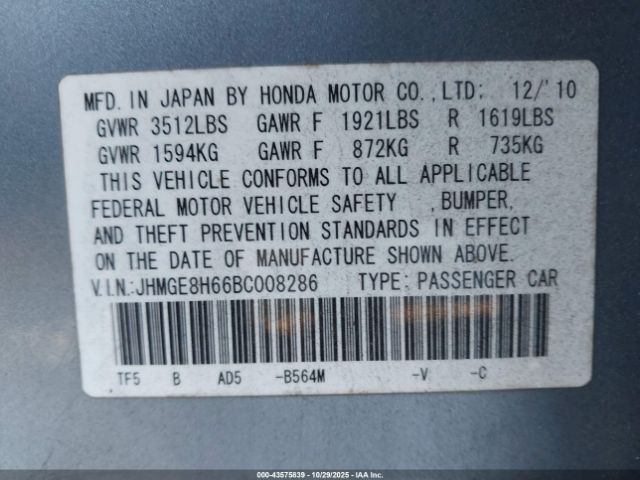 MFD. IN JAPAN BY HONDA MOTOR CO.,LTD: 12/'10
GVWR 3512LBS GAWR F 1921LBS R 1619LBS
GVWR 1594KG GAWR F 872KG R 735KG
THIS VEHICLE CONFORMS TO ALL APPLICABLE
FEDERAL MOTOR VEHICLE SAFETY ,BUMPER,
AND THEFT PREVENTION STANDARDS IN EFFECT
ON THE DATE OF MANUFACTURE SHOWN ABOVE.
V.I.N.:JHMGE8H66BC008286 TYPE: PASSENGER CAR
TF5 B AD5 -B564M -V -C
000-43575839 | 10/29/2025 | IAA Inc.